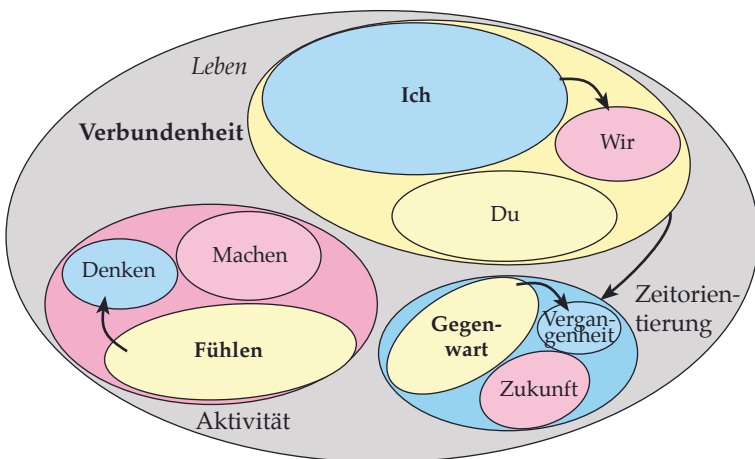 Leben
Ich
Verbundenheit
Wir
Du
Denken
Machen
Fühlen
Aktivität
Zeitorien-
tierung
Gegen-
wart
Vergan-
genheit
Zukunft